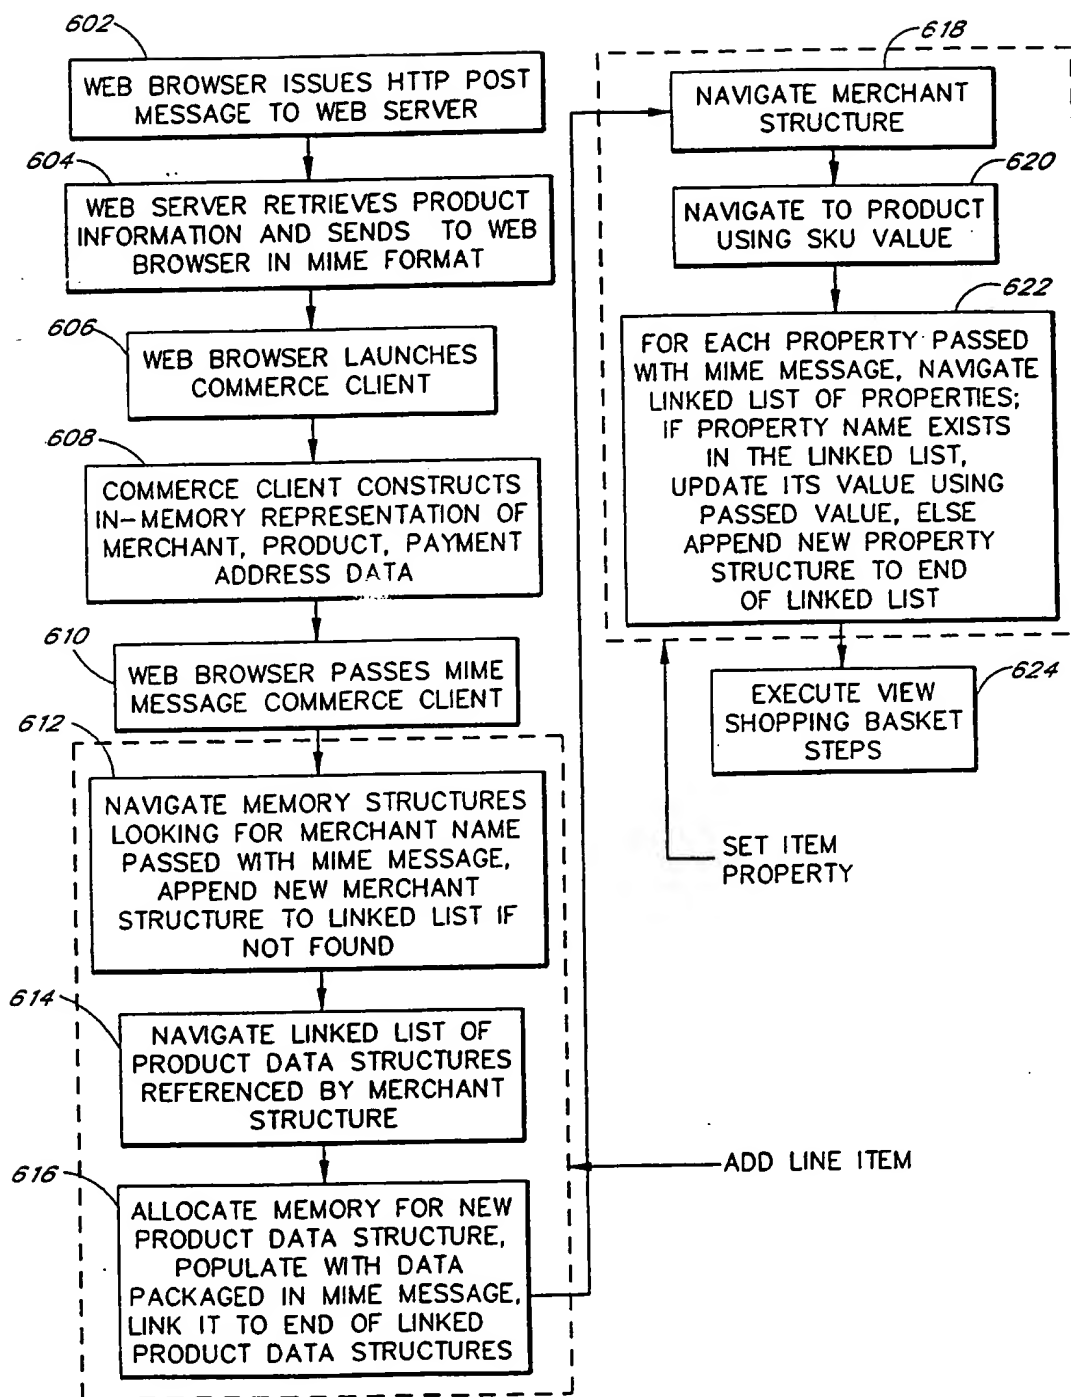 602
WEB BROWSER ISSUES HTTP POST
MESSAGE TO WEB SERVER
604
WEB SERVER RETRIEVES PRODUCT
INFORMATION AND SENDS TO WEB
BROWSER IN MIME FORMAT
606
WEB BROWSER LAUNCHES
COMMERCE CLIENT
608
COMMERCE CLIENT CONSTRUCTS
IN-MEMORY REPRESENTATION OF
MERCHANT, PRODUCT, PAYMENT
ADDRESS DATA
610
WEB BROWSER PASSES MIME
MESSAGE COMMERCE CLIENT
612
NAVIGATE MEMORY STRUCTURES
LOOKING FOR MERCHANT NAME
PASSED WITH MIME MESSAGE,
APPEND NEW MERCHANT
STRUCTURE TO LINKED LIST IF
NOT FOUND
614
NAVIGATE LINKED LIST OF
PRODUCT DATA STRUCTURES
REFERENCED BY MERCHANT
STRUCTURE
616
ALLOCATE MEMORY FOR NEW
PRODUCT DATA STRUCTURE,
POPULATE WITH DATA
PACKAGED IN MIME MESSAGE,
LINK IT TO END OF LINKED
PRODUCT DATA STRUCTURES
ADD LINE ITEM
618
NAVIGATE MERCHANT
STRUCTURE
620
NAVIGATE TO PRODUCT
USING SKU VALUE
622
FOR EACH PROPERTY PASSED
WITH MIME MESSAGE, NAVIGATE
LINKED LIST OF PROPERTIES;
IF PROPERTY NAME EXISTS
IN THE LINKED LIST,
UPDATE ITS VALUE USING
PASSED VALUE, ELSE
APPEND NEW PROPERTY
STRUCTURE TO END
OF LINKED LIST
624
EXECUTE VIEW
SHOPPING BASKET
STEPS
SET ITEM
PROPERTY